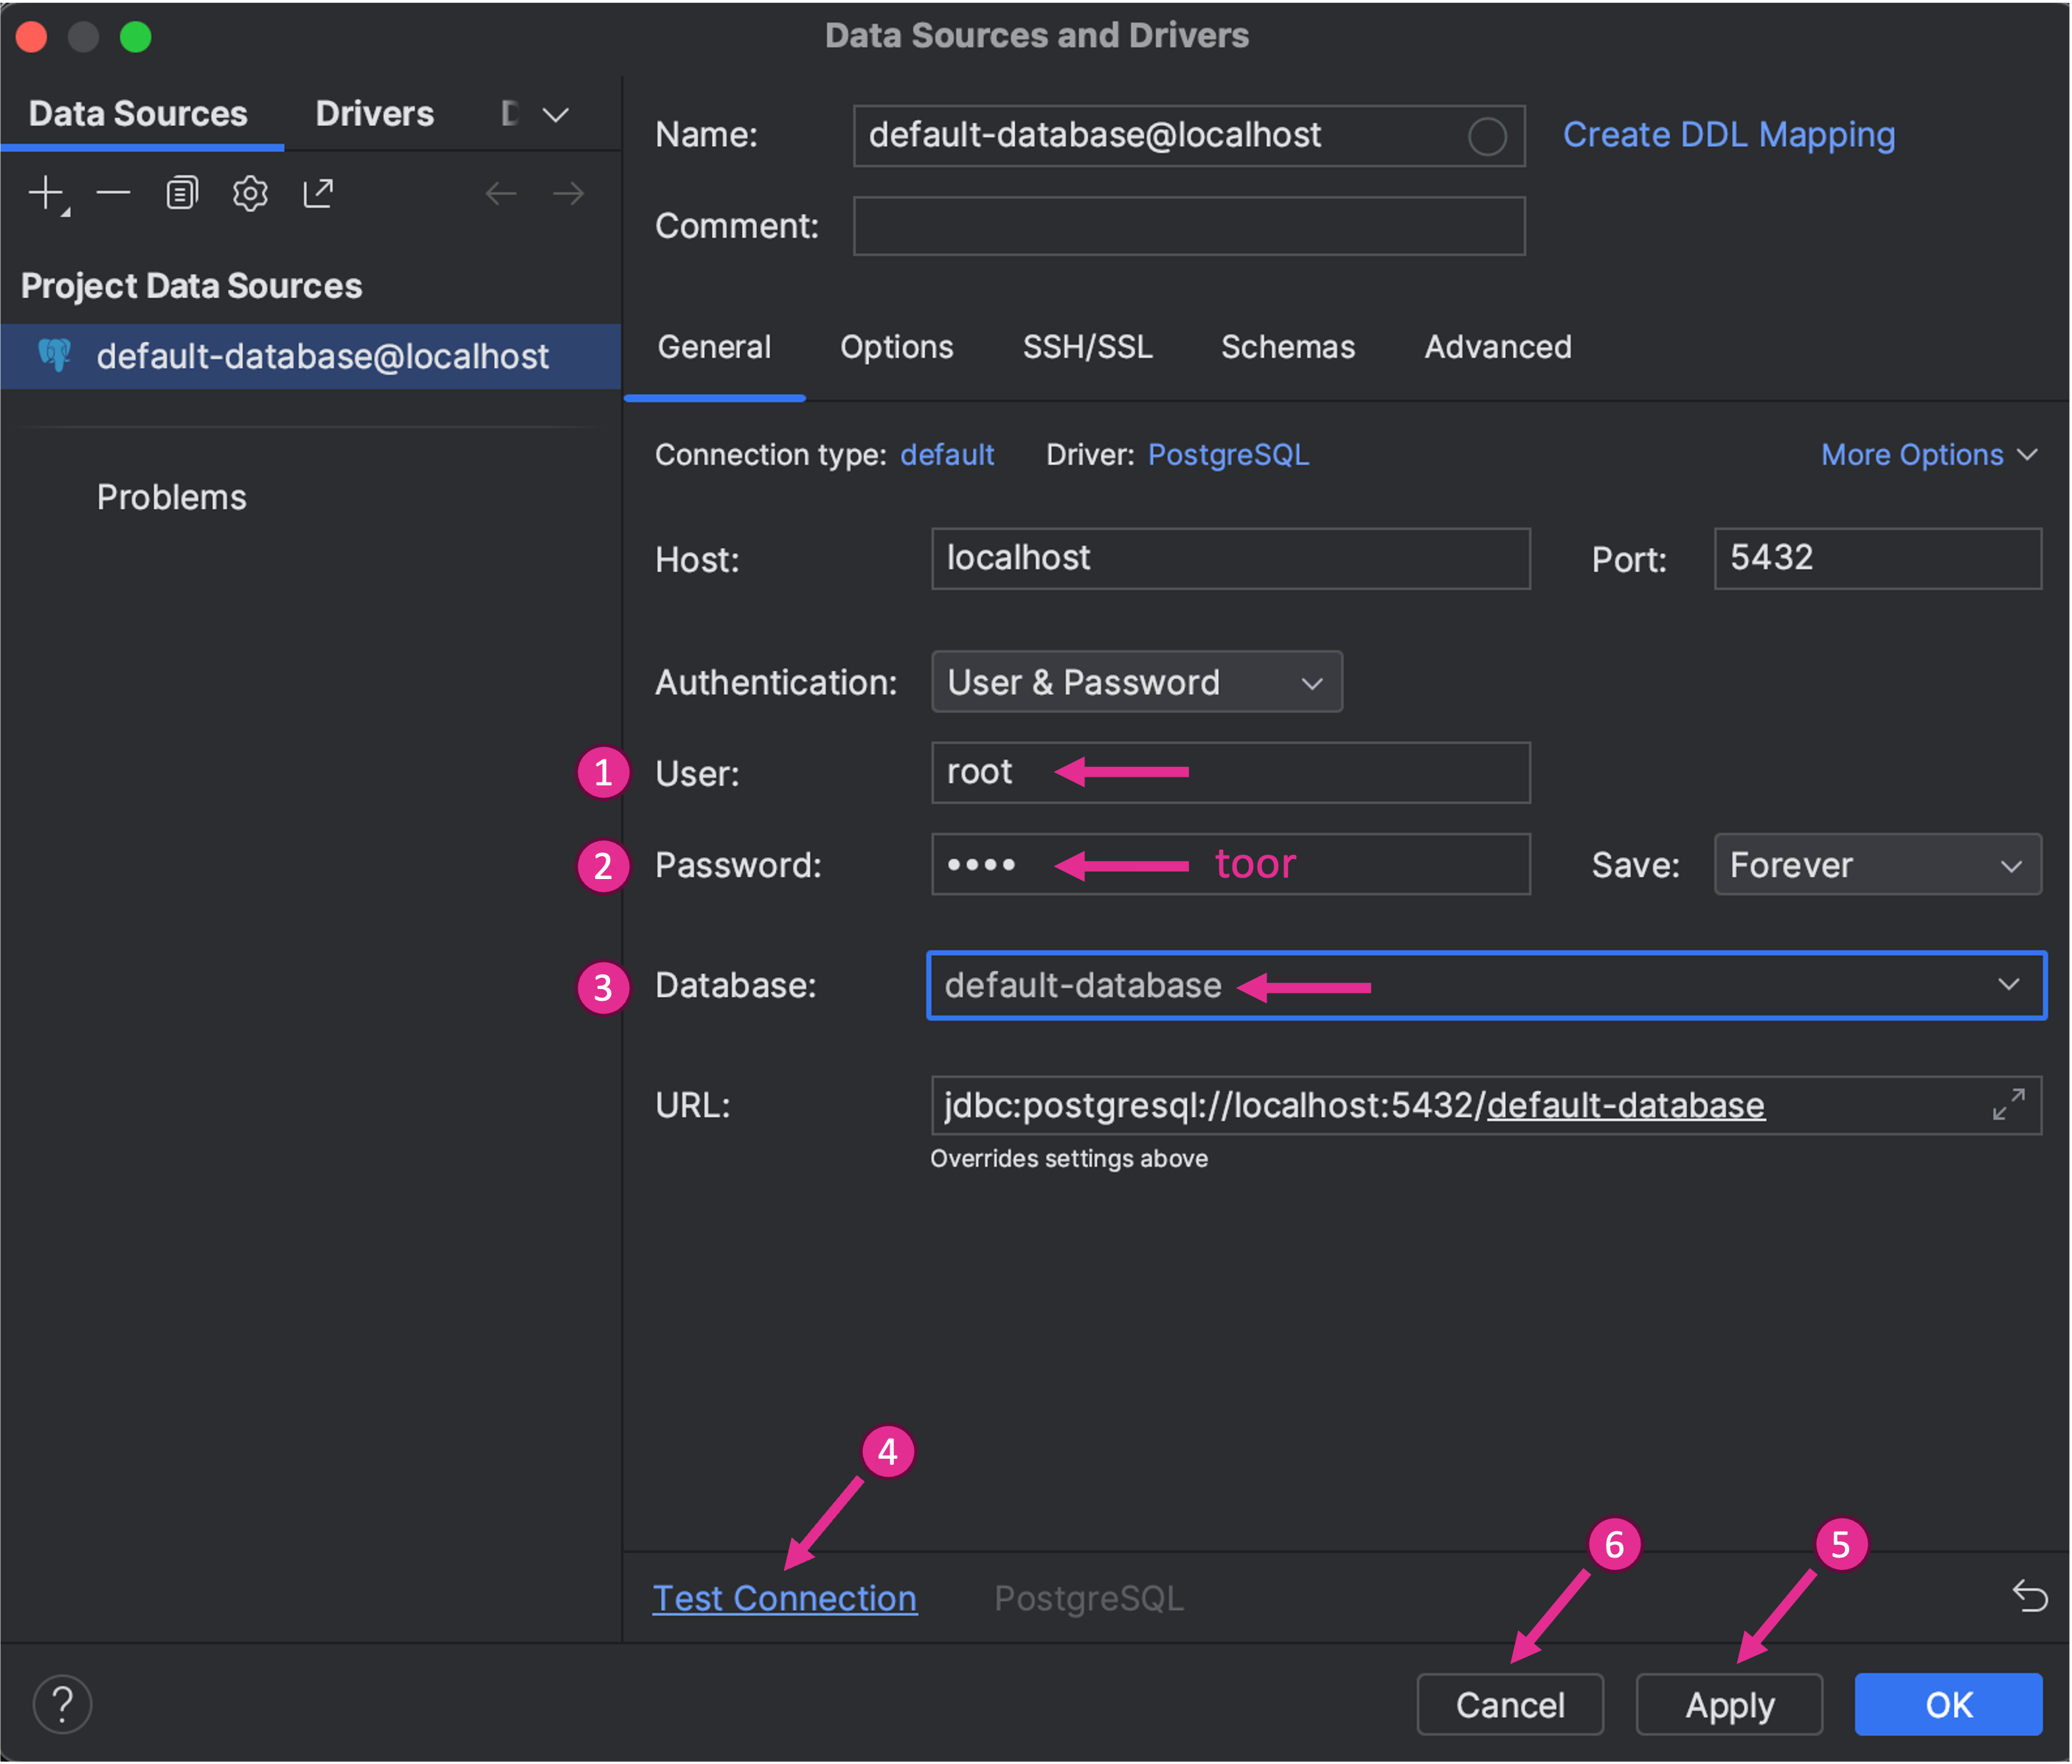 Data Sources and Drivers
Data Sources Drivers D
Project Data Sources
default-database@localhost
Problems
Name: default-database@localhost Create DDL Mapping
Comment:
General Options SSH/SSL Schemas Advanced
Connection type: default Driver: PostgreSQL More Options
Host: localhost Port: 5432
Authentication: User & Password
1 User: root
2 Password: •••• toor Save: Forever
3 Database: default-database
URL: jdbc:postgresql://localhost:5432/default-database
Overrides settings above
4
6 5
Test Connection PostgreSQL
? Cancel Apply OK